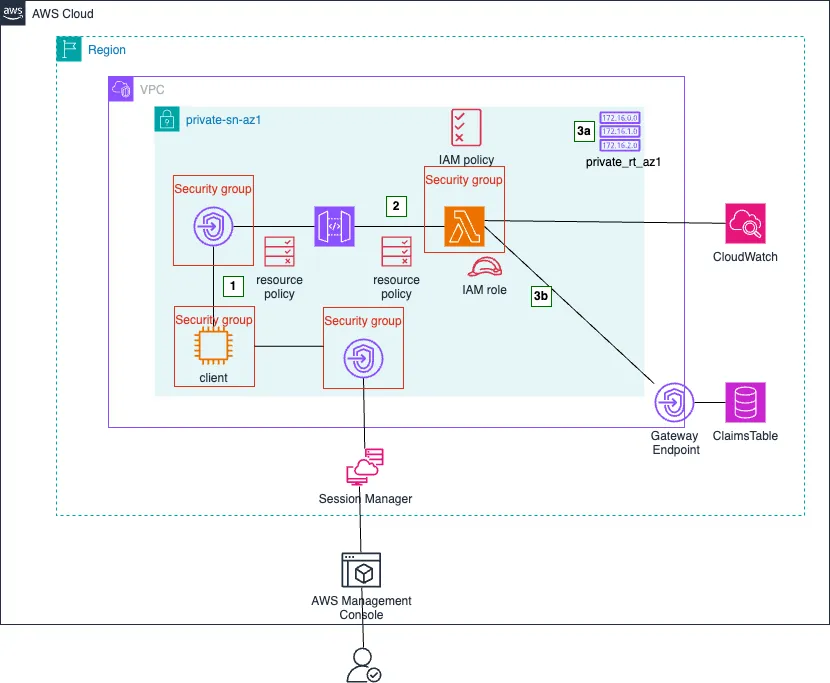 aws
AWS Cloud
Region
VPC
private-sn-az1
IAM policy
3a
172.16.0.0
172.16.1.0
172.16.2.0
private_rt_az1
Security group
Security group
2
CloudWatch
resource
policy
resource
policy
IAM role
1
3b
Security group
client
Security group
Gateway
Endpoint
ClaimsTable
Session Manager
AWS Management
Console